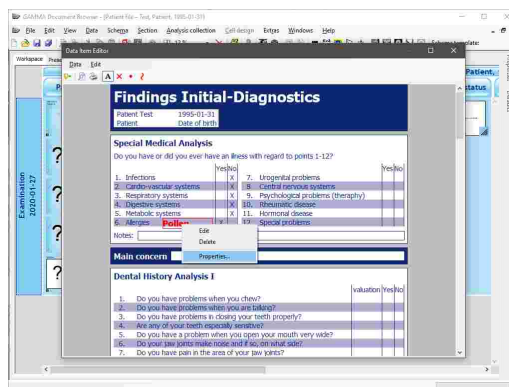 GAMMA Document Browser - [Patient File - Test, Patient, 1995-01-31]
File Edit View Data Schema Section Analysis collection Cell design Extras Windows Help
Workspace
Data Item Editor
Data Edit
Patient,
status
Examination
2020-01-27
Findings Initial-Diagnostics
Patient Test 1995-01-31
Patient Date of birth
Special Medical Analysis
Do you have or did you ever have an illness with regard to points 1-12?
Yes No Yes No
1. Infections X 7. Urogenital problems
2. Cardio-vascular systems X 8. Central nervous systems
3. Respiratory systems X 9. Psychological problems (theraphy)
4. Digestive systems X 10. Rheumatic disease
5. Metabolic systems X 11. Hormonal disease
6. Allergies Pollen X 12. Special problems
Notes:
Edit
Delete
Properties...
Main concern
Dental History Analysis I
valuation Yes No
1. Do you have problems when you chew?
2. Do you have problems when you are talking?
3. Do you have problems in closing your teeth properly?
4. Are any of your teeth especially sensitive?
5. Do you have a problem when you open your mouth very wide?
6. Do your jaw joints make noise and if so, on what side?
7. Do you have pain in the area of your jaw joints?